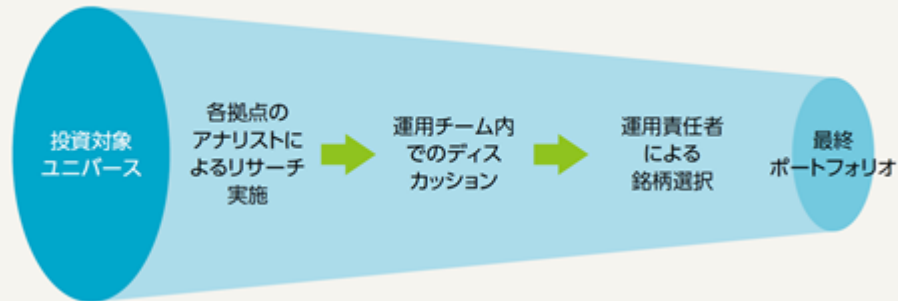 投資対象
ユニバース
各拠点の
アナリストに
よるリサーチ
実施
運用チーム内
でのディス
カッション
運用責任者
による
銘柄選択
最終
ポートフォリオ